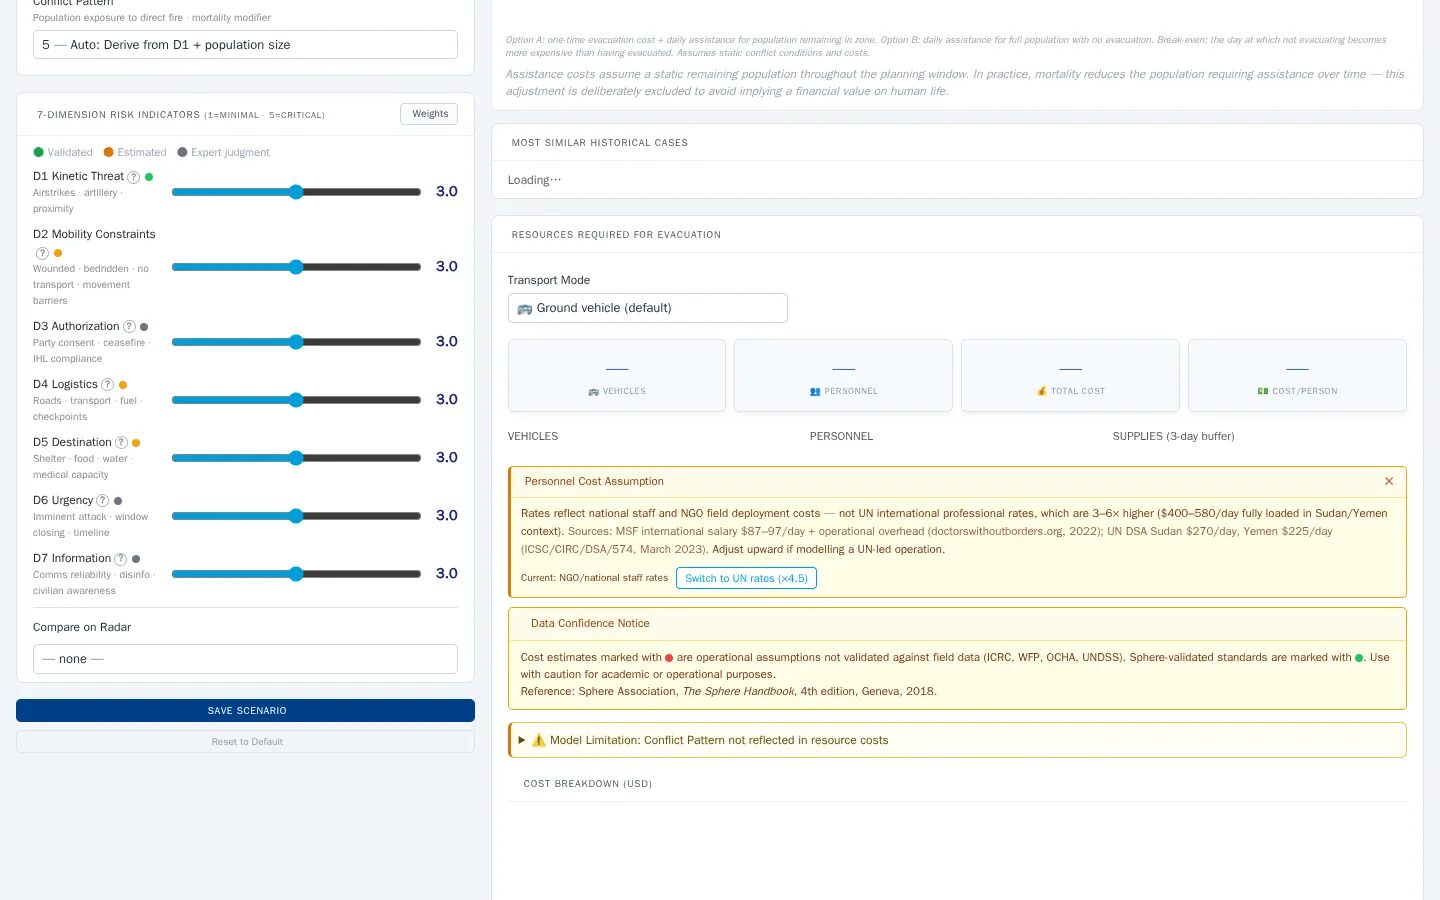 Conflict Pattern
Population exposure to direct fire · mortality modifier
5 — Auto: Derive from D1 + population size
7-DIMENSION RISK INDICATORS (1=MINIMAL · 5=CRITICAL)
Weights
Validated
Estimated
Expert judgment
D1 Kinetic Threat ?
Airstrikes · artillery ·
proximity
3.0
D2 Mobility Constraints
?
Wounded · bedridden · no
transport · movement
barriers
3.0
D3 Authorization ?
Party consent · ceasefire ·
IHL compliance
3.0
D4 Logistics ?
Roads · transport · fuel ·
checkpoints
3.0
D5 Destination ?
Shelter · food · water ·
medical capacity
3.0
D6 Urgency ?
Imminent attack · window
closing · timeline
3.0
D7 Information ?
Comms reliability · disinfo ·
civilian awareness
3.0
Compare on Radar
— none —
SAVE SCENARIO
Reset to Default
Option A: one-time evacuation cost + daily assistance for population remaining in zone. Option B: daily assistance for full population with no evacuation. Break-even: the day at which not evacuating becomes
more expensive than having evacuated. Assumes static conflict conditions and costs.
Assistance costs assume a static remaining population throughout the planning window. In practice, mortality reduces the population requiring assistance over time — this
adjustment is deliberately excluded to avoid implying a financial value on human life.
MOST SIMILAR HISTORICAL CASES
Loading···
RESOURCES REQUIRED FOR EVACUATION
Transport Mode
🚌 Ground vehicle (default)
—
🚌 VEHICLES
—
👥 PERSONNEL
—
💰 TOTAL COST
—
💵 COST/PERSON
VEHICLES
PERSONNEL
SUPPLIES (3-day buffer)
Personnel Cost Assumption
✕
Rates reflect national staff and NGO field deployment costs — not UN international professional rates, which are 3–6× higher ($400–580/day fully loaded in Sudan/Yemen
context). Sources: MSF international salary $87–97/day + operational overhead (doctorswithoutborders.org, 2022); UN DSA Sudan $270/day, Yemen $225/day
(ICSC/CIRC/DSA/574, March 2023). Adjust upward if modelling a UN-led operation.
Current: NGO/national staff rates
Switch to UN rates (×4.5)
Data Confidence Notice
Cost estimates marked with 🔴 are operational assumptions not validated against field data (ICRC, WFP, OCHA, UNDSS). Sphere-validated standards are marked with 🟢. Use
with caution for academic or operational purposes.
Reference: Sphere Association, The Sphere Handbook, 4th edition, Geneva, 2018.
▶ ⚠️ Model Limitation: Conflict Pattern not reflected in resource costs
COST BREAKDOWN (USD)